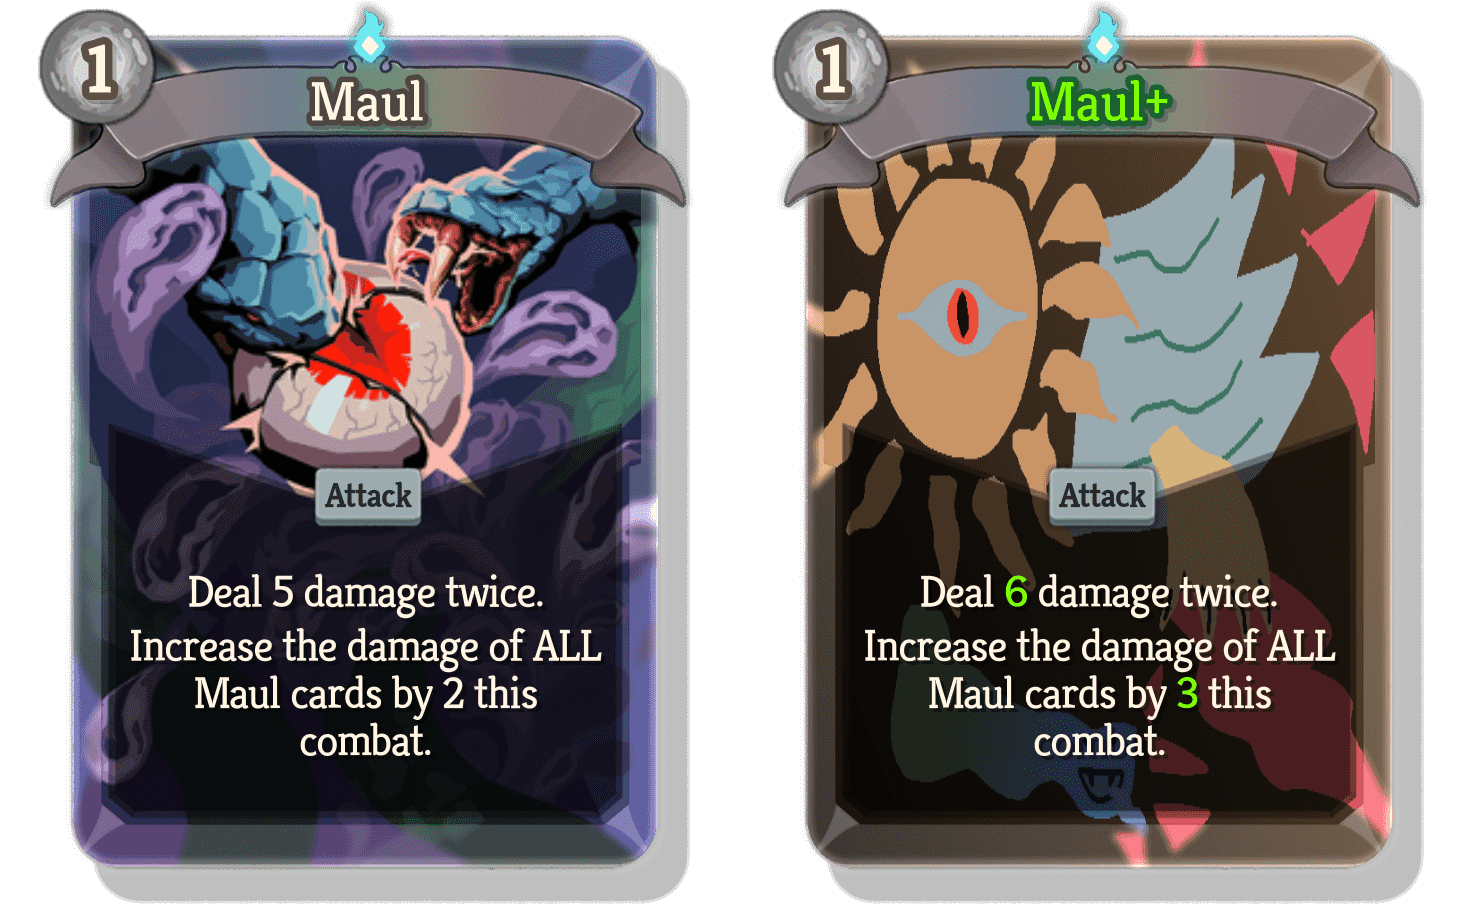 1
Maul
Attack
Deal 5 damage twice.
Increase the damage of ALL
Maul cards by 2 this
combat.
1
Maul+
Attack
Deal 6 damage twice.
Increase the damage of ALL
Maul cards by 3 this
combat.